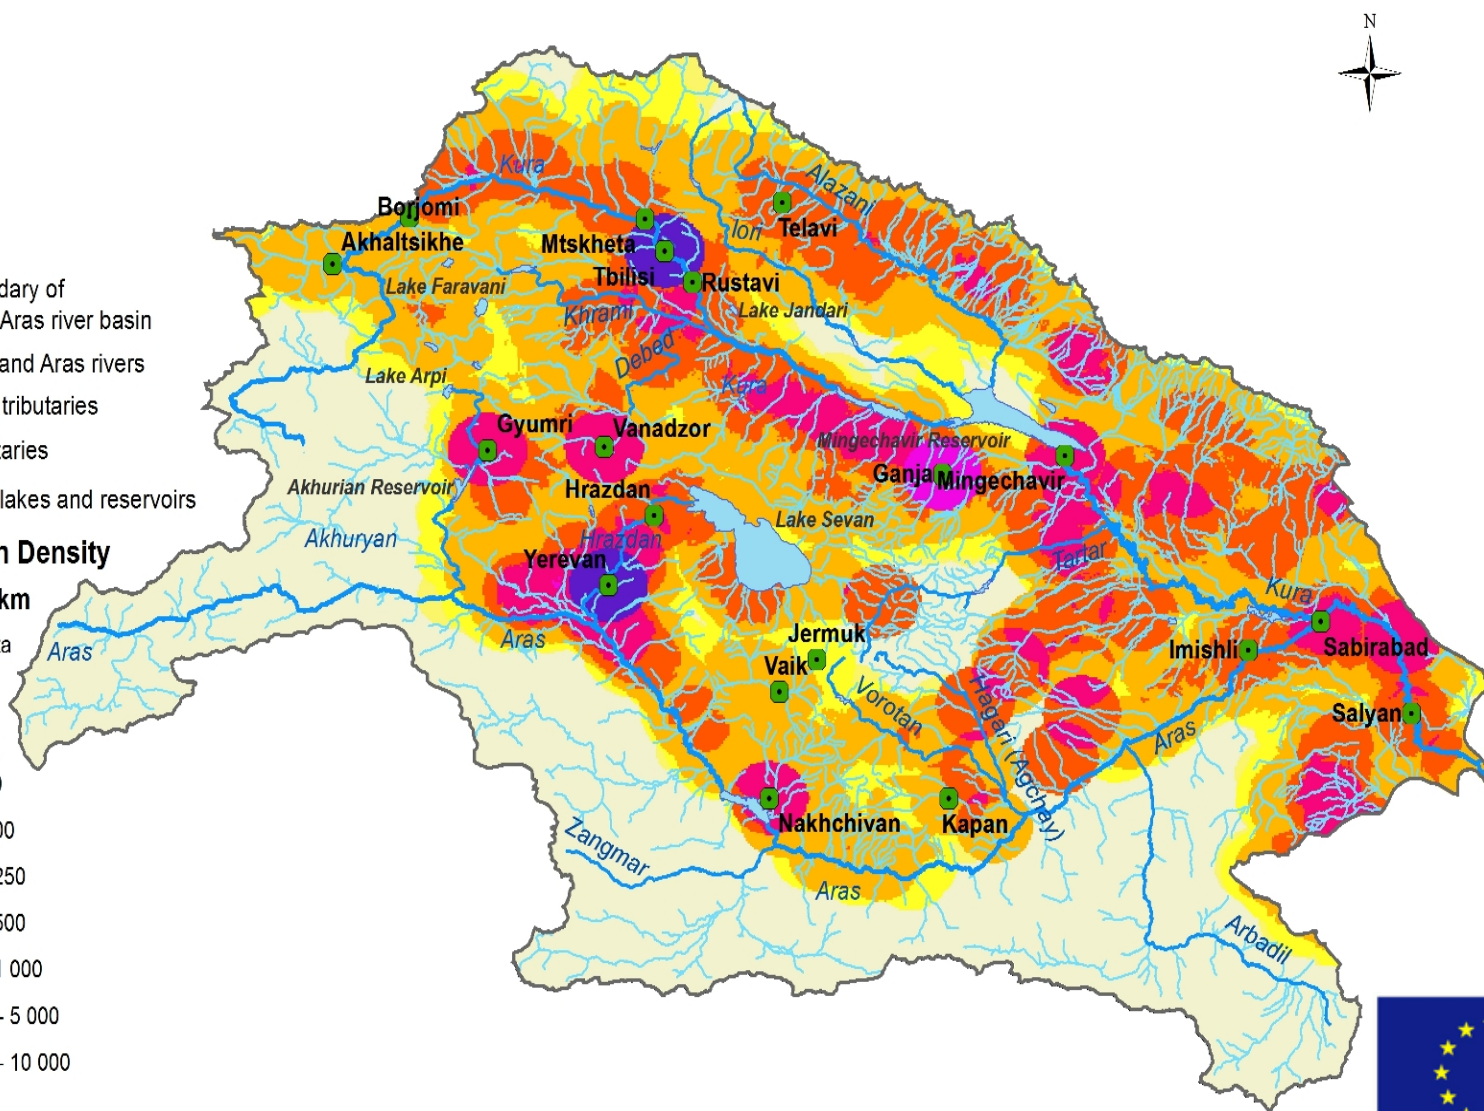 N
Kura
Alazani
Borjomi
Telavi
Iori
Akhaltsikhe
Mtskheta
Tbilisi
Rustavi
dary of
Lake Faravani
Aras river basin
Khrami
Lake Jandari
Debed
and Aras rivers
Lake Arpi
Kura
tributaries
Gyumri
Vanadzor
Mingechavir Reservoir
taries
Ganja
Mingechavir
Akhurian Reservoir
Hrazdan
lakes and reservoirs
Lake Sevan
Akhuryan
Hrazdan
n Density
Yerevan
Tartar
km
Kura
Aras
ta
Aras
Jermuk
Imishli
Sabirabad
Vaik
Vorotan
Hagari (Agchay)
Salyan
Aras
00
Nakhchivan
Kapan
Zangmar
250
Aras
500
Arbadil
1 000
- 5 000
- 10 000